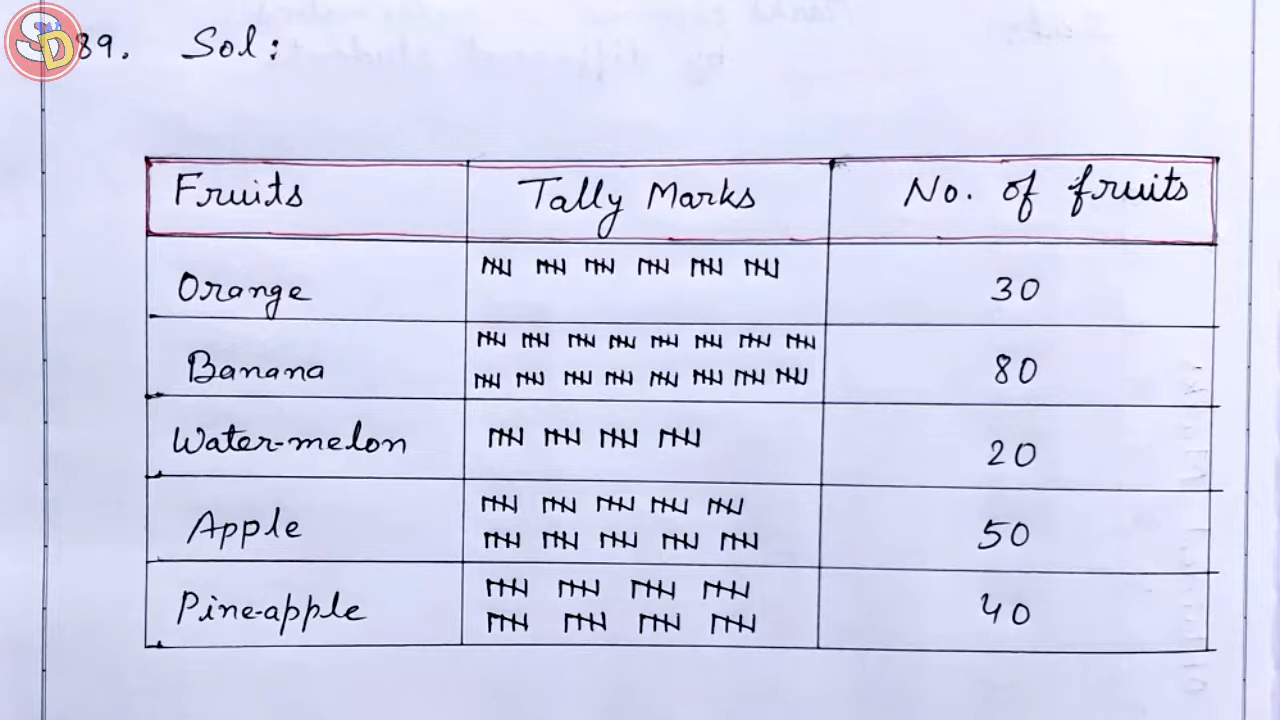 SD
89. Sol:
Fruits Tally Marks No. of fruits
Orange 30
Banana 80
Water-melon 20
Apple 50
Pine-apple 40